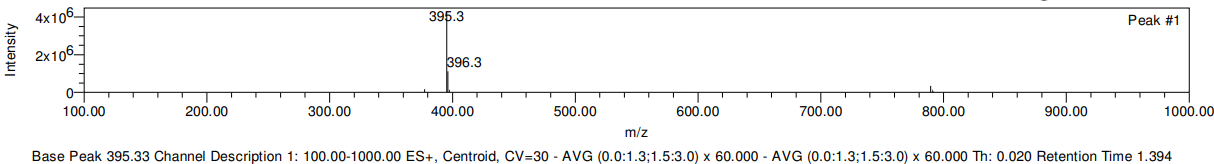 4x10^6
395.3
Peak #1
Intensity
2x10^6
396.3
0
100.00 200.00 300.00 400.00 500.00 600.00 700.00 800.00 900.00 1000.00
m/z
Base Peak 395.33 Channel Description 1: 100.00-1000.00 ES+, Centroid, CV=30 - AVG (0.0:1.3;1.5:3.0) x 60.000 - AVG (0.0:1.3;1.5:3.0) x 60.000 Th: 0.020 Retention Time 1.394